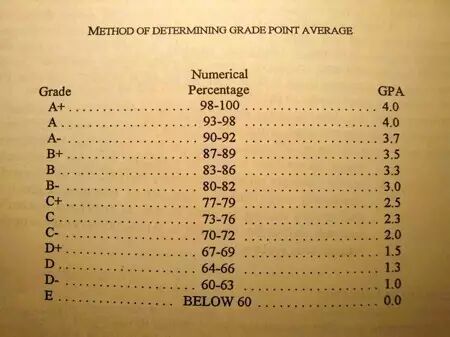 METHOD OF DETERMINING GRADE POINT AVERAGE
Numerical
Grade Percentage GPA
A+ 98-100 4.0
A 93-98 4.0
A- 90-92 3.7
B+ 87-89 3.5
B 83-86 3.3
B- 80-82 3.0
C+ 77-79 2.5
C 73-76 2.3
C- 70-72 2.0
D+ 67-69 1.5
D 64-66 1.3
D- 60-63 1.0
E BELOW 60 0.0